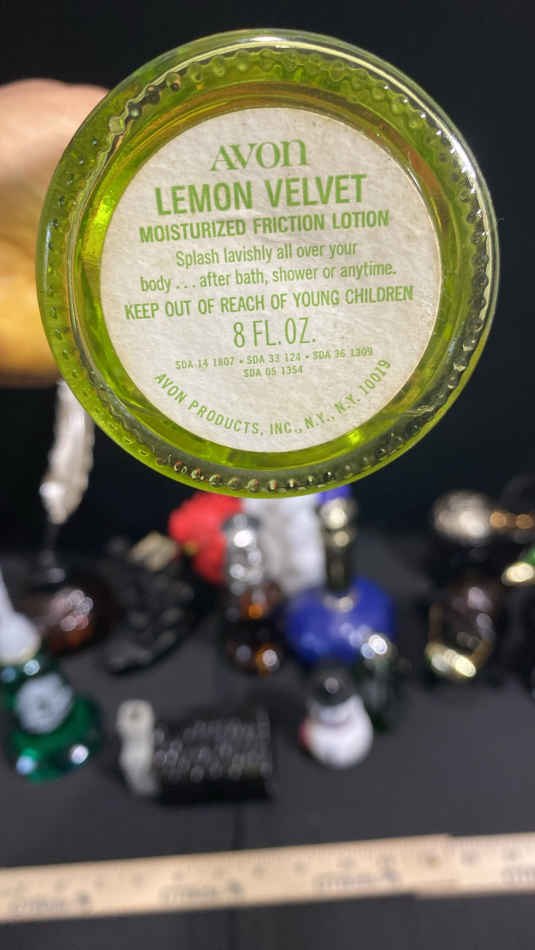 AVON
LEMON VELVET
MOISTURIZED FRICTION LOTION
Splash lavishly all over your
body . . . after bath, shower or anytime.
KEEP OUT OF REACH OF YOUNG CHILDREN
8 FL. OZ.
SDA 14 1807 • SDA 33 124 • SDA 36 1309
SDA 05 1354
AVON PRODUCTS, INC., N.Y., N.Y. 10019